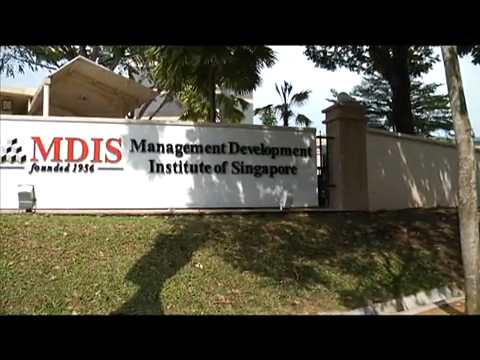 MDIS
founded 1956
Management Development
Institute of Singapore